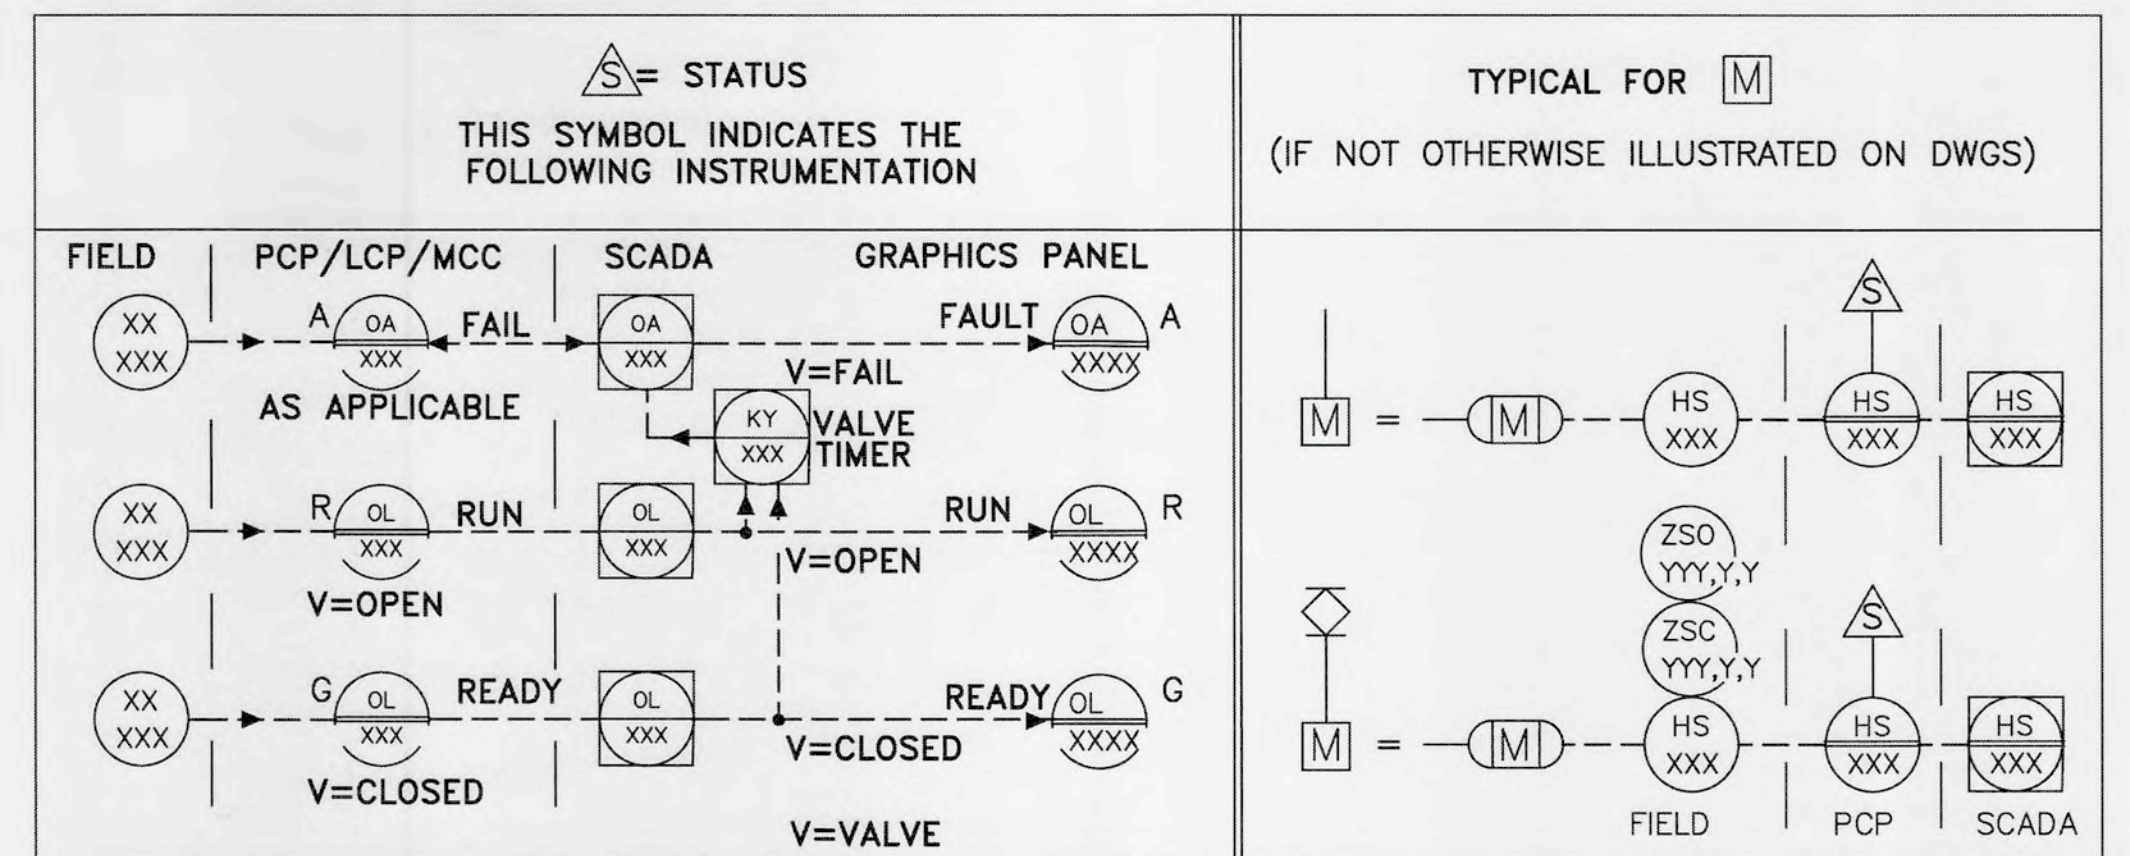 S = STATUS
THIS SYMBOL INDICATES THE
FOLLOWING INSTRUMENTATION
FIELD PCP/LCP/MCC SCADA GRAPHICS PANEL
XX
XXX
A
OA
XXX
FAIL
OA
XXX
FAULT
OA
XXXX
A
V=FAIL
AS APPLICABLE
KY
XXX
VALVE
TIMER
XX
XXX
R
OL
XXX
RUN
OL
XXX
RUN
OL
XXXX
R
V=OPEN
V=OPEN
XX
XXX
G
OL
XXX
READY
OL
XXX
READY
OL
XXXX
G
V=CLOSED
V=CLOSED
V=VALVE
TYPICAL FOR M
(IF NOT OTHERWISE ILLUSTRATED ON DWGS)
S
M = M
HS
XXX
HS
XXX
HS
XXX
ZSO
YYY,Y,Y
ZSC
YYY,Y,Y
S
M = M
HS
XXX
HS
XXX
HS
XXX
FIELD PCP SCADA